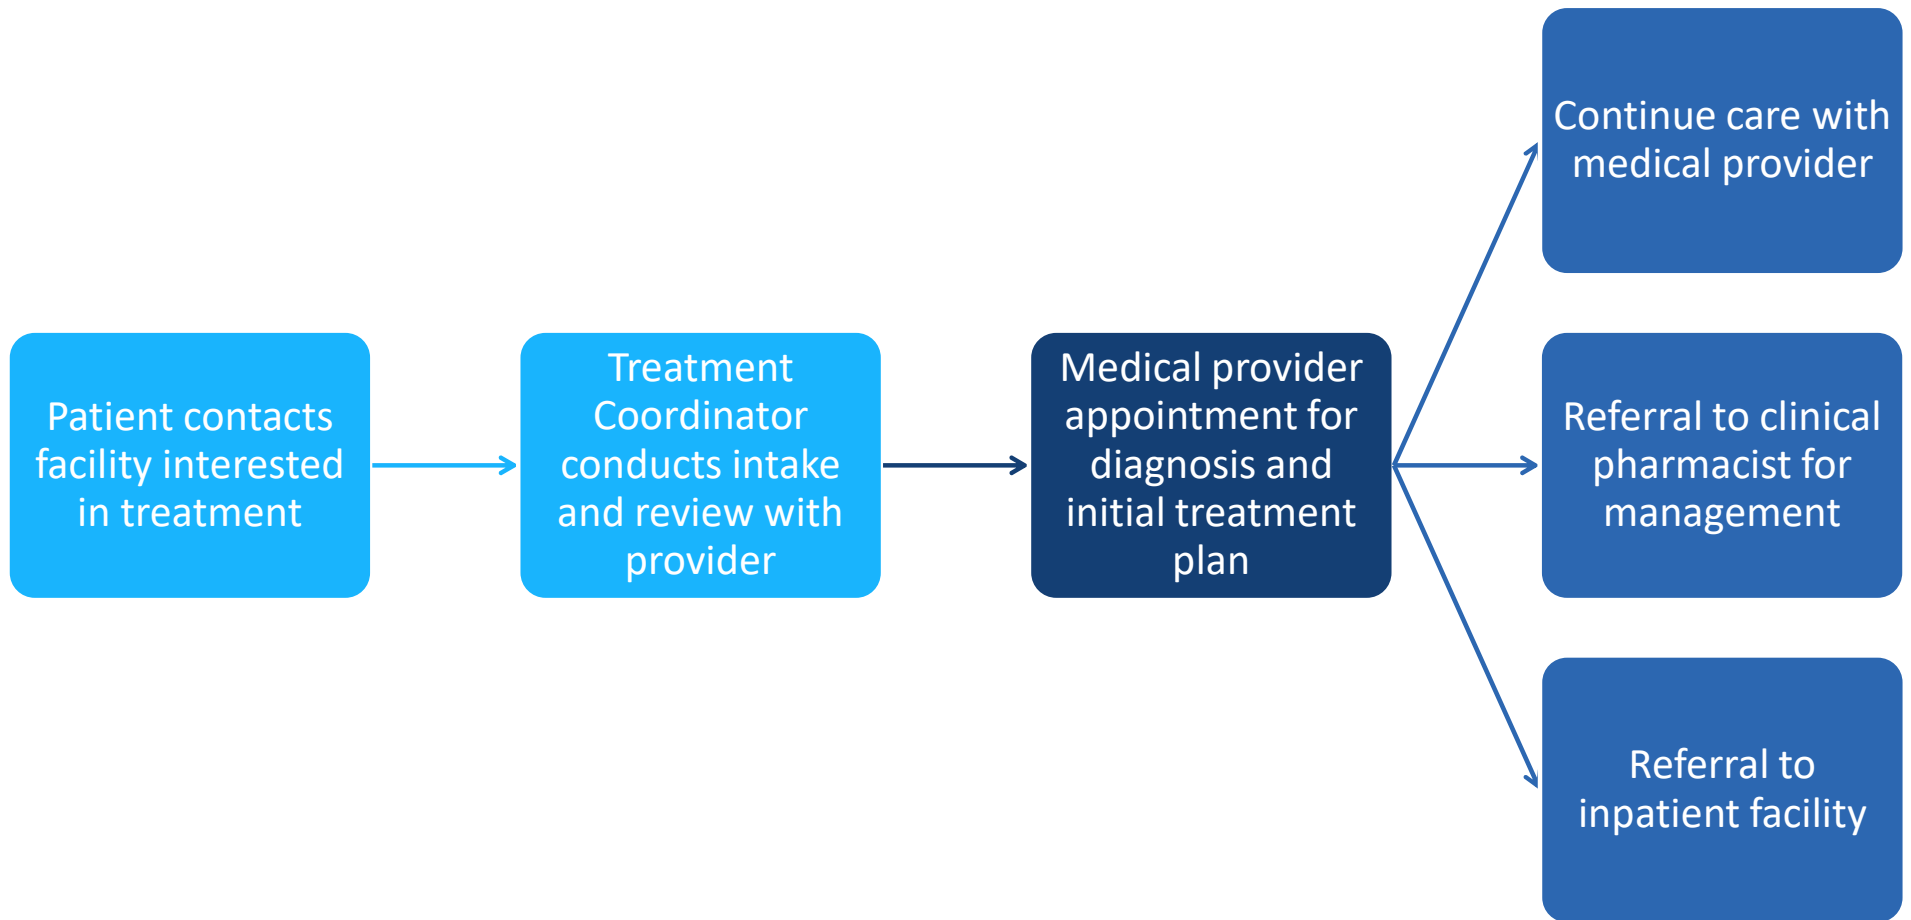 Patient contacts
facility interested
in treatment
Treatment
Coordinator
conducts intake
and review with
provider
Medical provider
appointment for
diagnosis and
initial treatment
plan
Continue care with
medical provider
Referral to clinical
pharmacist for
management
Referral to
inpatient facility